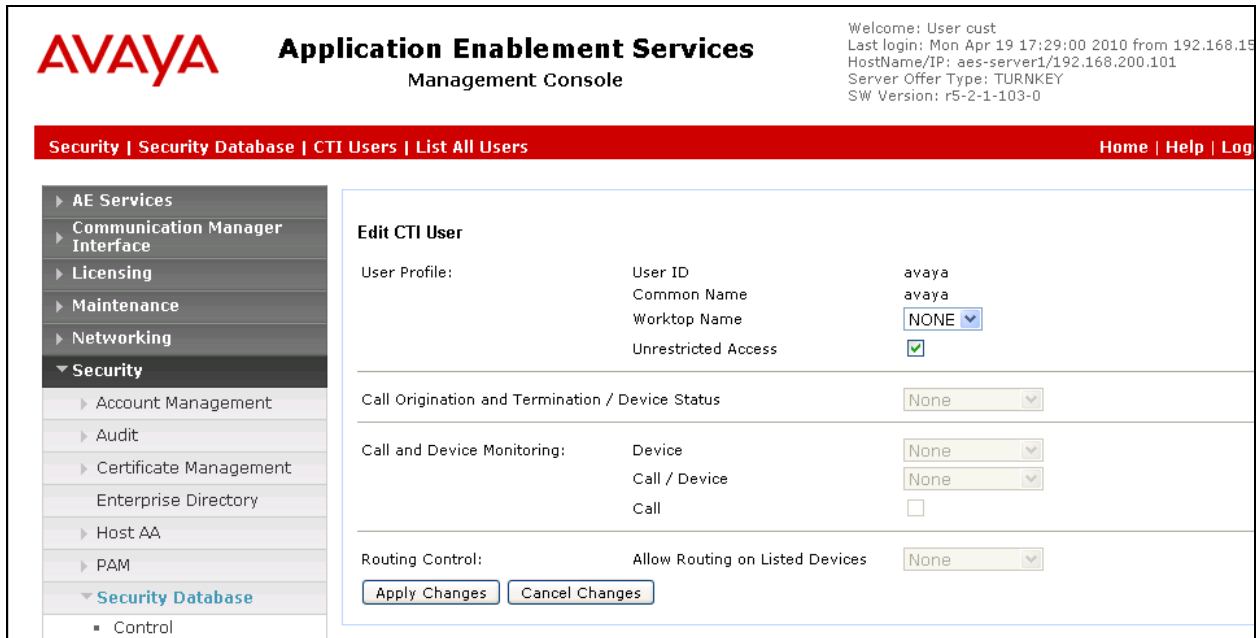 AVAYA
Application Enablement Services
Management Console
Welcome: User cust
Last login: Mon Apr 19 17:29:00 2010 from 192.168.15
HostName/IP: aes-server1/192.168.200.101
Server Offer Type: TURNKEY
SW Version: r5-2-1-103-0
Security | Security Database | CTI Users | List All Users
Home | Help | Log
AE Services
Communication Manager
Interface
Licensing
Maintenance
Networking
Security
Account Management
Audit
Certificate Management
Enterprise Directory
Host AA
PAM
Security Database
Control
Edit CTI User
User Profile: User ID avaya
Common Name avaya
Worktop Name NONE
Unrestricted Access
Call Origination and Termination / Device Status None
Call and Device Monitoring: Device None
Call / Device None
Call
Routing Control: Allow Routing on Listed Devices None
Apply Changes Cancel Changes